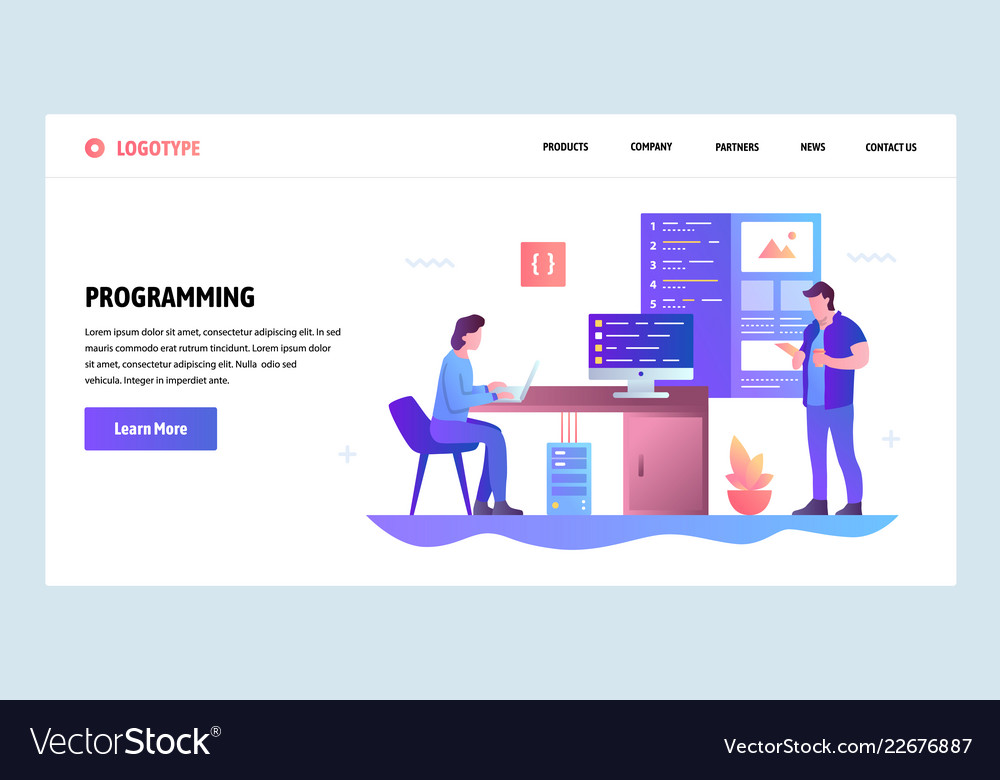 LOGOTYPE
PRODUCTS COMPANY PARTNERS NEWS CONTACT US
PROGRAMMING
Lorem ipsum dolor sit amet, consectetur adipiscing elit. In sed
mauris commodo erat rutrum tincidunt. Lorem ipsum dolor
sit amet, consectetur adipiscing elit. Nulla odio sed
vehicula. Integer in imperdiet ante.
Learn More
{ }
1
2
3
4
5
VectorStock®
VectorStock.com/22676887